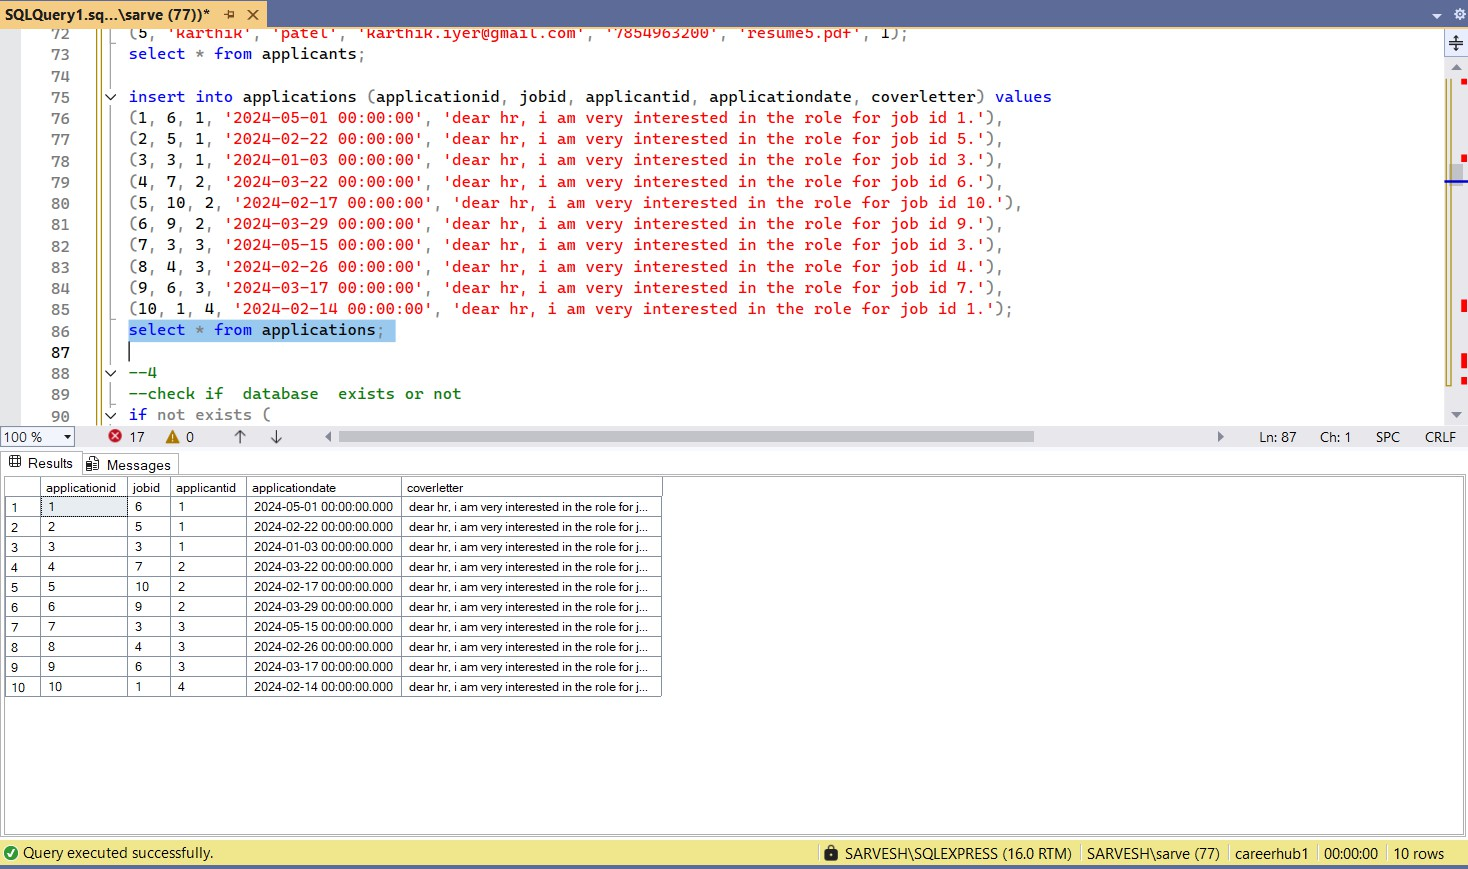 SQLQuery1.sq...\sarve (77))*
72 (5, 'karthik', 'patel', 'karthik.iyer@gmail.com', '7854963200', 'resume5.pdf', 1);
73 select * from applicants;
74
75 insert into applications (applicationid, jobid, applicantid, applicationdate, coverletter) values
76 (1, 6, 1, '2024-05-01 00:00:00', 'dear hr, i am very interested in the role for job id 1.'),
77 (2, 5, 1, '2024-02-22 00:00:00', 'dear hr, i am very interested in the role for job id 5.'),
78 (3, 3, 1, '2024-01-03 00:00:00', 'dear hr, i am very interested in the role for job id 3.'),
79 (4, 7, 2, '2024-03-22 00:00:00', 'dear hr, i am very interested in the role for job id 6.'),
80 (5, 10, 2, '2024-02-17 00:00:00', 'dear hr, i am very interested in the role for job id 10.'),
81 (6, 9, 2, '2024-03-29 00:00:00', 'dear hr, i am very interested in the role for job id 9.'),
82 (7, 3, 3, '2024-05-15 00:00:00', 'dear hr, i am very interested in the role for job id 3.'),
83 (8, 4, 3, '2024-02-26 00:00:00', 'dear hr, i am very interested in the role for job id 4.'),
84 (9, 6, 3, '2024-03-17 00:00:00', 'dear hr, i am very interested in the role for job id 7.'),
85 (10, 1, 4, '2024-02-14 00:00:00', 'dear hr, i am very interested in the role for job id 1.');
86 select * from applications;
87
88 --4
89 --check if  database  exists or not
90 if not exists (
100 % 17 0 Ln: 87 Ch: 1 SPC CRLF
Results Messages
applicationid jobid applicantid applicationdate coverletter
1 1 6 1 2024-05-01 00:00:00.000 dear hr, i am very interested in the role for j...
2 2 5 1 2024-02-22 00:00:00.000 dear hr, i am very interested in the role for j...
3 3 3 1 2024-01-03 00:00:00.000 dear hr, i am very interested in the role for j...
4 4 7 2 2024-03-22 00:00:00.000 dear hr, i am very interested in the role for j...
5 5 10 2 2024-02-17 00:00:00.000 dear hr, i am very interested in the role for j...
6 6 9 2 2024-03-29 00:00:00.000 dear hr, i am very interested in the role for j...
7 7 3 3 2024-05-15 00:00:00.000 dear hr, i am very interested in the role for j...
8 8 4 3 2024-02-26 00:00:00.000 dear hr, i am very interested in the role for j...
9 9 6 3 2024-03-17 00:00:00.000 dear hr, i am very interested in the role for j...
10 10 1 4 2024-02-14 00:00:00.000 dear hr, i am very interested in the role for j...
Query executed successfully. SARVESH\SQLEXPRESS (16.0 RTM) SARVESH\sarve (77) careerhub1 00:00:00 10 rows